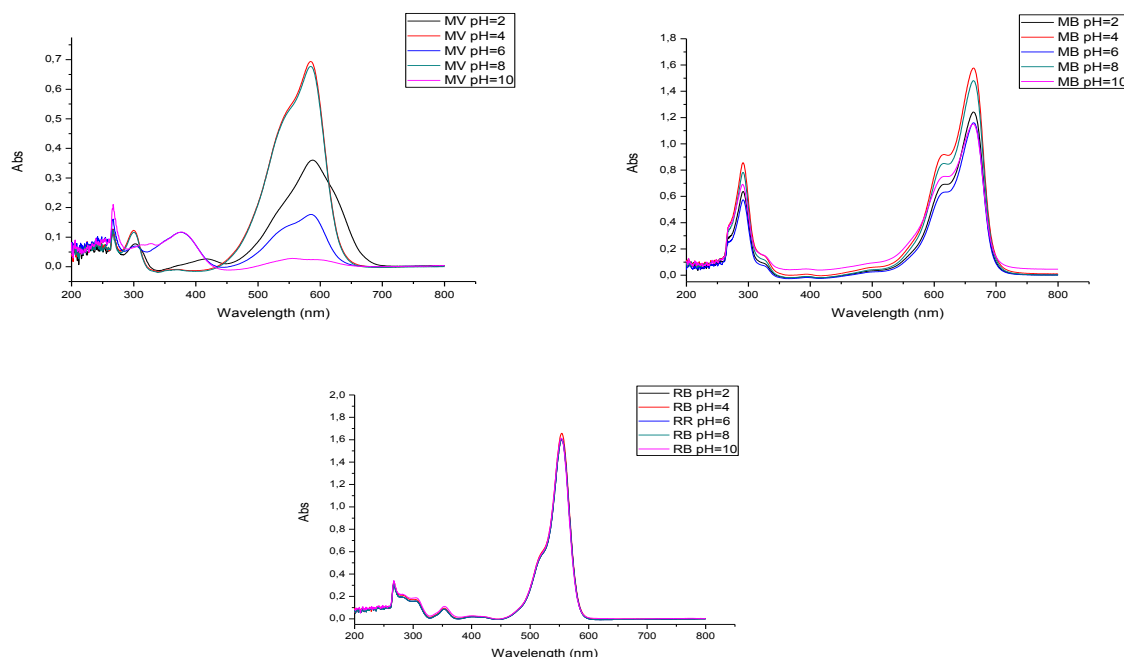 MV pH=2
MV pH=4
MV pH=6
MV pH=8
MV pH=10
0,7
0,6
0,5
0,4
0,3
0,2
0,1
0,0
Abs
200 300 400 500 600 700 800
Wavelength (nm)
MB pH=2
MB pH=4
MB pH=6
MB pH=8
MB pH=10
1,8
1,6
1,4
1,2
1,0
0,8
0,6
0,4
0,2
0,0
Abs
200 300 400 500 600 700 800
Wavelength (nm)
RB pH=2
RB pH=4
RR pH=6
RB pH=8
RB pH=10
2,0
1,8
1,6
1,4
1,2
1,0
0,8
0,6
0,4
0,2
0,0
Abs
200 300 400 500 600 700 800
Wavelength (nm)